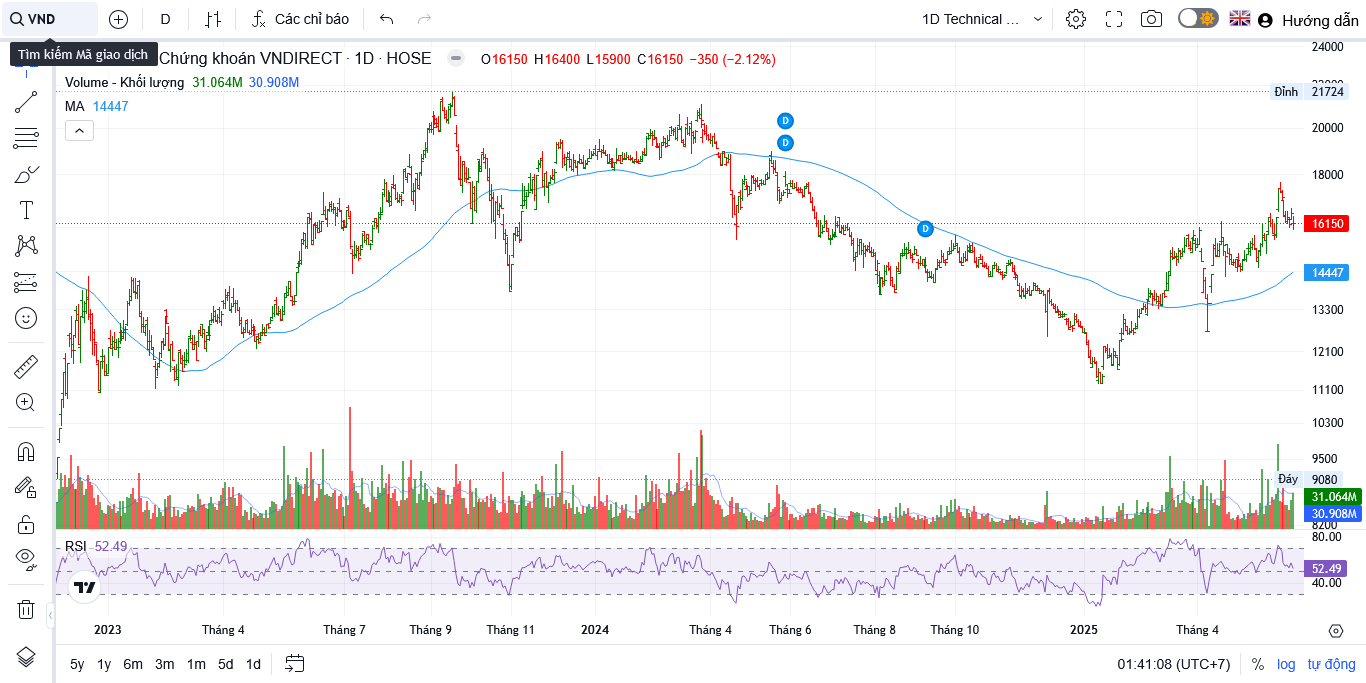 VND D Các chỉ báo 1D Technical ... Hướng dẫn
Tìm kiếm Mã giao dịch
Chứng khoán VNDIRECT · 1D · HOSE O16150 H16400 L15900 C16150 −350 (−2.12%)
Volume - Khối lượng 31.064M 30.908M
MA 14447
24000
Đỉnh 21724
20000
18000
16150
14447
13300
12100
11100
10300
9500
Đáy 9080
31.064M
30.908M
8200
D
D
D
RSI 52.49
80.00
52.49
40.00
2023 Tháng 4 Tháng 7 Tháng 9 Tháng 11 2024 Tháng 4 Tháng 6 Tháng 8 Tháng 10 2025 Tháng 4
5y 1y 6m 3m 1m 5d 1d 01:41:08 (UTC+7) % log tự động